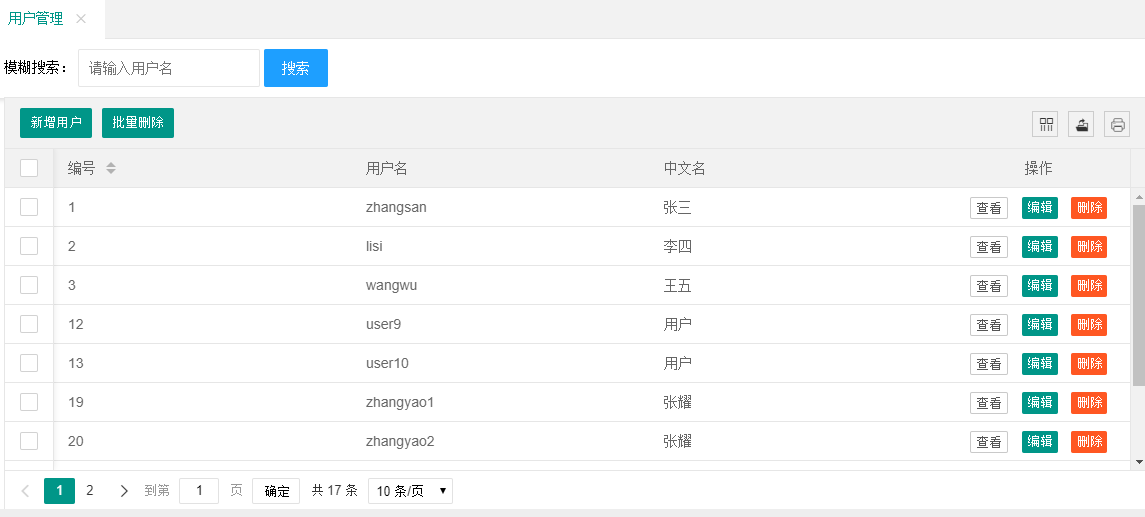 用户管理
模糊搜索： 请输入用户名 搜索
新增用户 批量删除
编号 用户名 中文名 操作
1 zhangsan 张三 查看 编辑 删除
2 lisi 李四 查看 编辑 删除
3 wangwu 王五 查看 编辑 删除
12 user9 用户 查看 编辑 删除
13 user10 用户 查看 编辑 删除
19 zhangyao1 张耀 查看 编辑 删除
20 zhangyao2 张耀 查看 编辑 删除
1 2 到第 1 页 确定 共 17 条 10 条/页